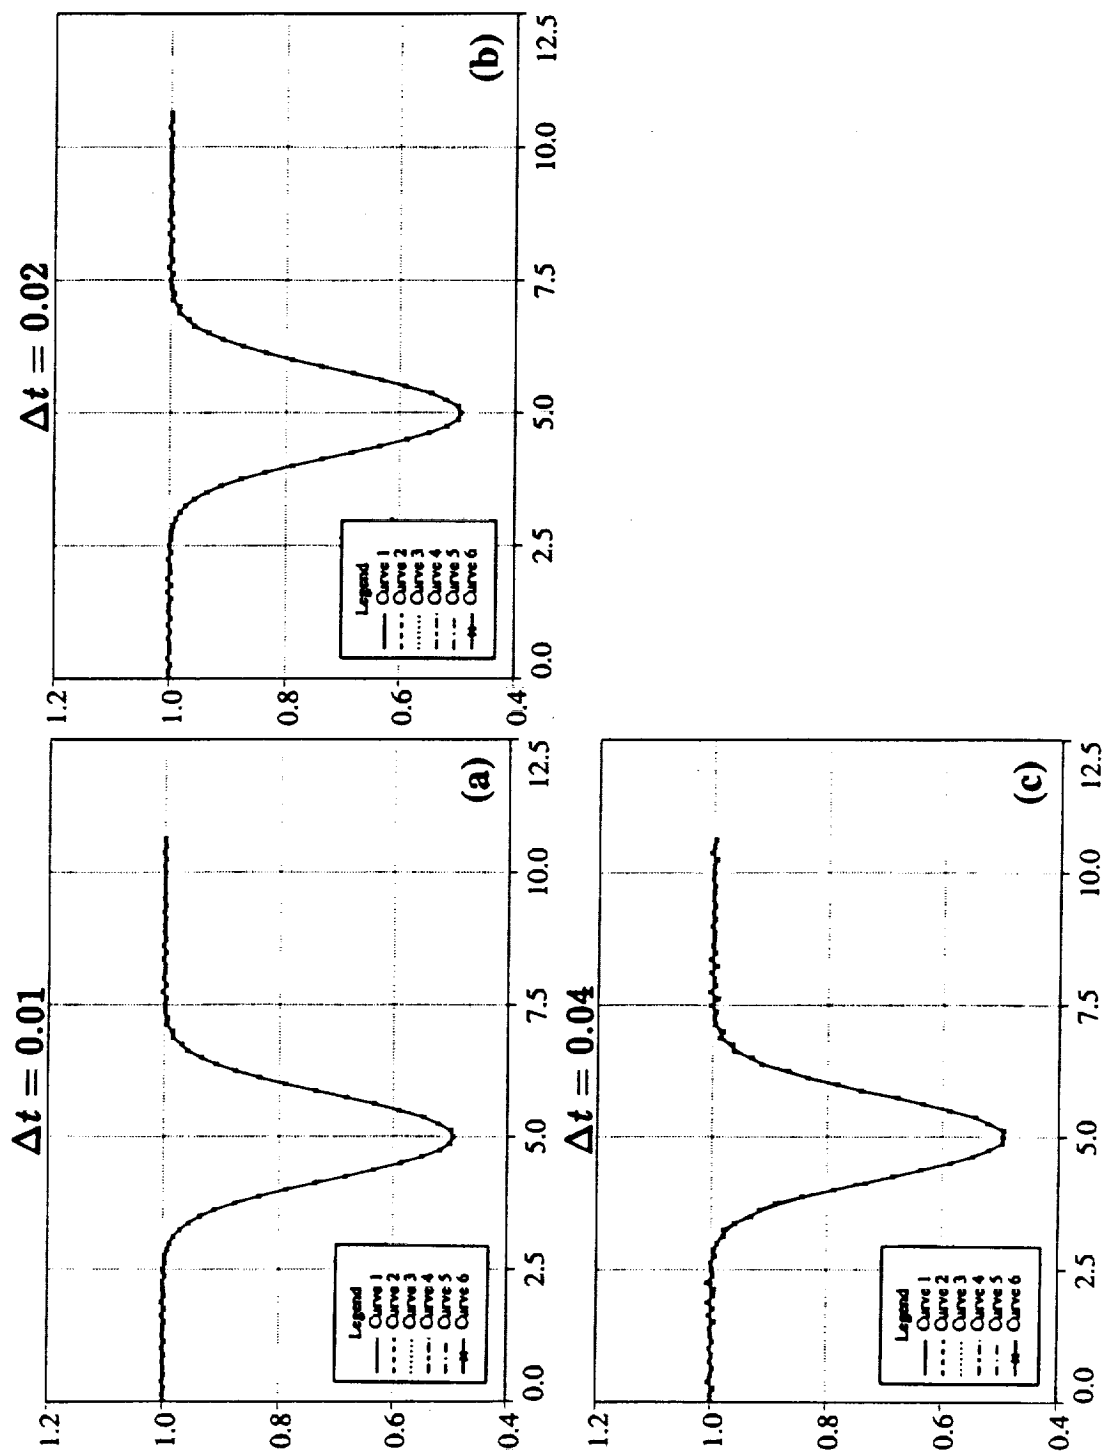 Δt = 0.01
1.2
1.0
0.8
0.6
0.4
0.0
2.5
5.0
7.5
10.0
12.5
Legend
Curve 1
Curve 2
Curve 3
Curve 4
Curve 5
Curve 6
(a)
Δt = 0.02
1.2
1.0
0.8
0.6
0.4
0.0
2.5
5.0
7.5
10.0
12.5
Legend
Curve 1
Curve 2
Curve 3
Curve 4
Curve 5
Curve 6
(b)
Δt = 0.04
1.2
1.0
0.8
0.6
0.4
0.0
2.5
5.0
7.5
10.0
12.5
Legend
Curve 1
Curve 2
Curve 3
Curve 4
Curve 5
Curve 6
(c)